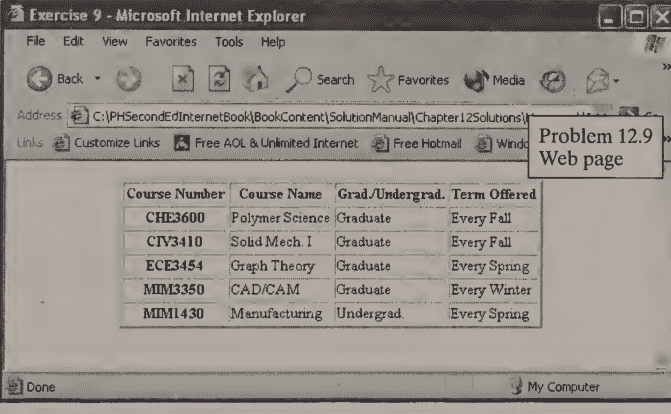 Exercise 9 - Microsoft Internet Explorer
File Edit View Favorites Tools Help
Back Search Favorites Media
Address C:\PHSecondEdInternetBook\BookContent\SolutionManual\Chapter12Solutions\
Links Customize Links Free AOL & Unlimited Internet Free Hotmail
Problem 12.9
Web page
Course Number Course Name Grad./Undergrad. Term Offered
CHE3600 Polymer Science Graduate Every Fall
CIV3410 Solid Mech. I Graduate Every Fall
ECE3454 Graph Theory Graduate Every Spring
MIM3350 CAD/CAM Graduate Every Winter
MIM1430 Manufacturing Undergrad. Every Spring
Done My Computer